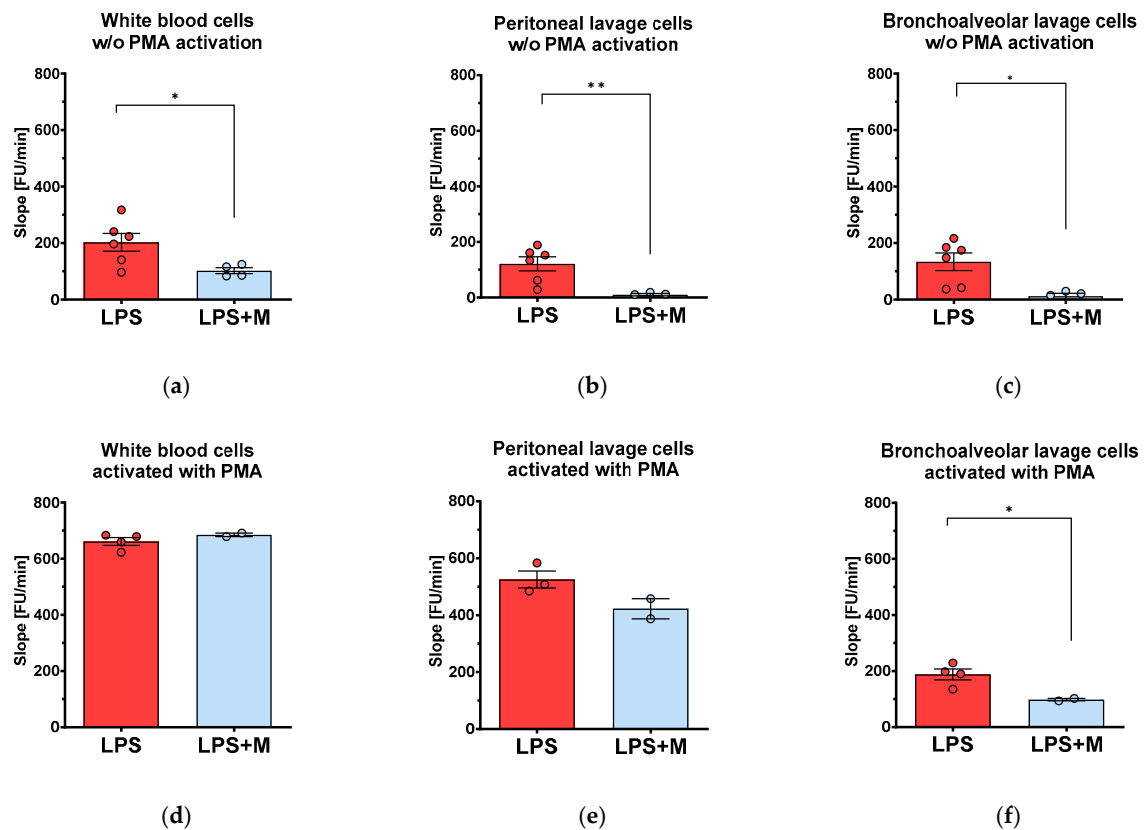 White blood cells
w/o PMA activation
800
600
400
200
0
Slope [FU/min]
*
LPS
LPS+M
(a)
Peritoneal lavage cells
w/o PMA activation
800
600
400
200
0
Slope [FU/min]
**
LPS
LPS+M
(b)
Bronchoalveolar lavage cells
w/o PMA activation
800
600
400
200
0
Slope [FU/min]
*
LPS
LPS+M
(c)
White blood cells
activated with PMA
800
600
400
200
0
Slope [FU/min]
LPS
LPS+M
(d)
Peritoneal lavage cells
activated with PMA
800
600
400
200
0
Slope [FU/min]
LPS
LPS+M
(e)
Bronchoalveolar lavage cells
activated with PMA
800
600
400
200
0
Slope [FU/min]
*
LPS
LPS+M
(f)